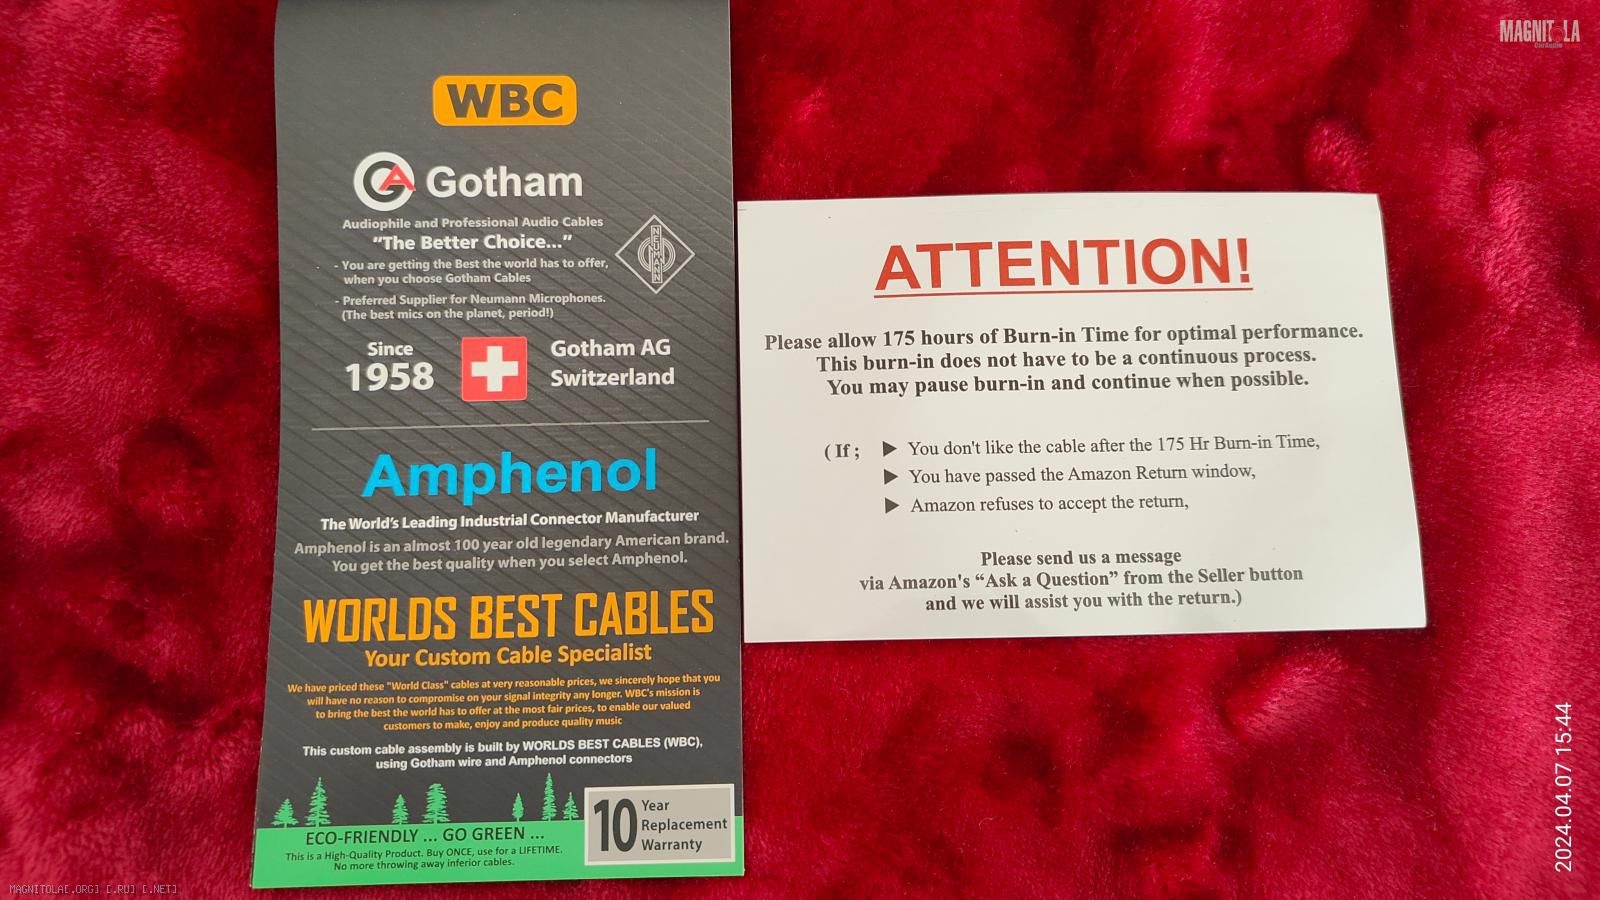 WBC
GA Gotham
Audiophile and Professional Audio Cables
"The Better Choice..."
- You are getting the Best the world has to offer,
when you choose Gotham Cables
- Preferred Supplier for Neumann Microphones.
(The best mics on the planet, period!)
NEUMANN
Since
1958
Gotham AG
Switzerland
Amphenol
The World's Leading Industrial Connector Manufacturer
Amphenol is an almost 100 year old legendary American brand.
You get the best quality when you select Amphenol.
WORLDS BEST CABLES
Your Custom Cable Specialist
We have priced these "World Class" cables at very reasonable prices, we sincerely hope that you
will have no reason to compromise on your signal integrity any longer. WBC's mission is
to bring the best the world has to offer at the most fair prices, to enable our valued
customers to make, enjoy and produce quality music
This custom cable assembly is built by WORLDS BEST CABLES (WBC),
using Gotham wire and Amphenol connectors
ECO-FRIENDLY ... GO GREEN ...
This is a High-Quality Product. Buy ONCE, use for a LIFETIME.
No more throwing away inferior cables.
10 Year
Replacement
Warranty
ATTENTION!
Please allow 175 hours of Burn-in Time for optimal performance.
This burn-in does not have to be a continuous process.
You may pause burn-in and continue when possible.
( If ; ▶ You don't like the cable after the 175 Hr Burn-in Time,
▶ You have passed the Amazon Return window,
▶ Amazon refuses to accept the return,
Please send us a message
via Amazon's "Ask a Question" from the Seller button
and we will assist you with the return.)
MAGNITOLA
CarAudio
2024.04.07 15:44
MAGNITOLA[.ORG] [.RU] [.NET]